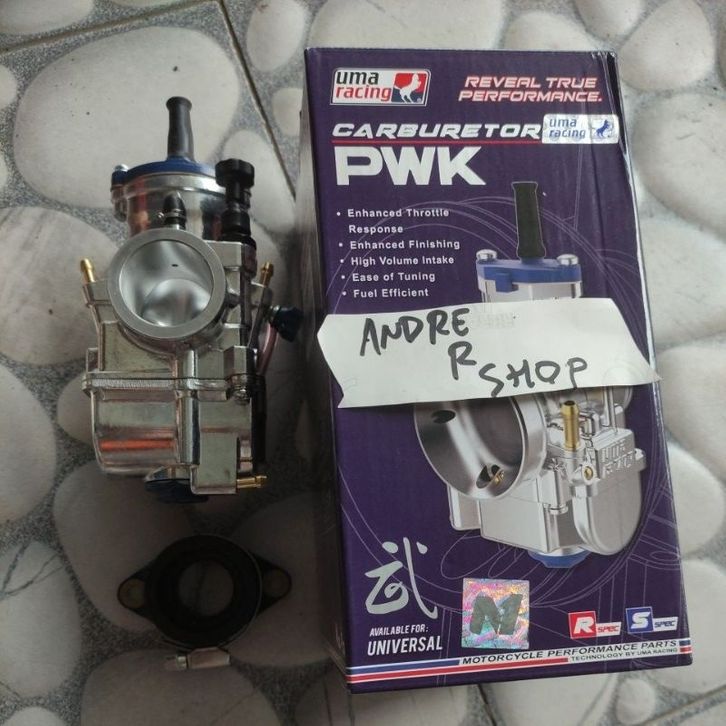 uma
racing
REVEAL TRUE
PERFORMANCE.
CARBURETOR
uma
racing
PWK
• Enhanced Throttle
Response
• Enhanced Finishing
• High Volume Intake
• Ease of Tuning
• Fuel Efficient
ANDRE
R
SHOP
武
AVAILABLE FOR:
UNIVERSAL
M
R SPEC
S SPEC
MOTORCYCLE PERFORMANCE PARTS
TECHNOLOGY BY UMA RACING